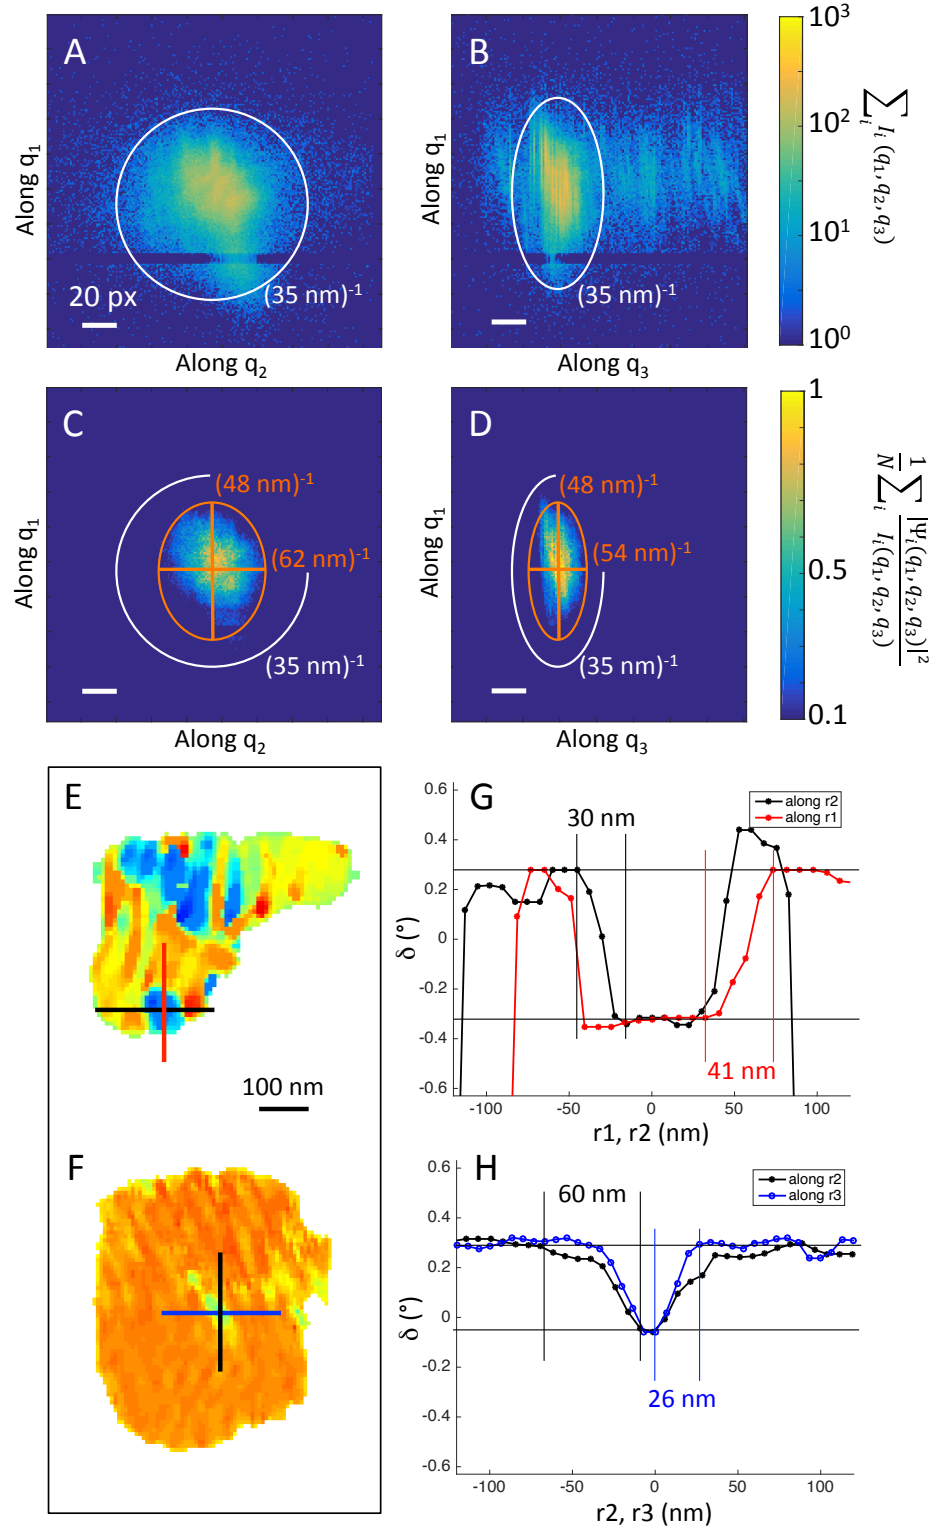 A
Along q1
20 px
(35 nm)-1
Along q2
B
Along q1
(35 nm)-1
Along q3
10^3
10^2
10^1
10^0
∑i Ii (q1, q2, q3)
C
Along q1
(48 nm)-1
(62 nm)-1
(35 nm)-1
Along q2
D
Along q1
(48 nm)-1
(54 nm)-1
(35 nm)-1
Along q3
1
0.5
0.1
1/N ∑i |Ψi(q1, q2, q3)|^2 / Ii(q1, q2, q3)
E
100 nm
F
G
along r2
along r1
30 nm
41 nm
0.6
0.4
0.2
0
-0.2
-0.4
-0.6
δ (°)
-100 -50 0 50 100
r1, r2 (nm)
H
along r2
along r3
60 nm
26 nm
0.6
0.4
0.2
0
-0.2
-0.4
-0.6
δ (°)
-100 -50 0 50 100
r2, r3 (nm)